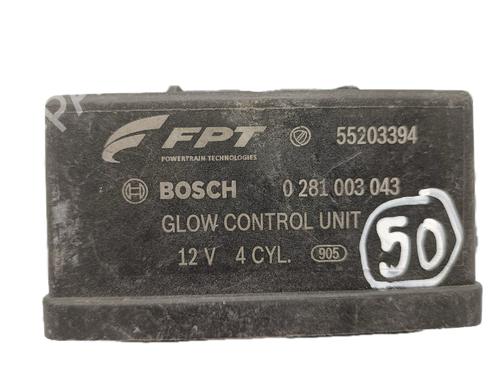 FPT 55203394
POWERTRAIN TECHNOLOGIES
BOSCH 0 281 003 043
GLOW CONTROL UNIT
12 V 4 CYL. 905
50